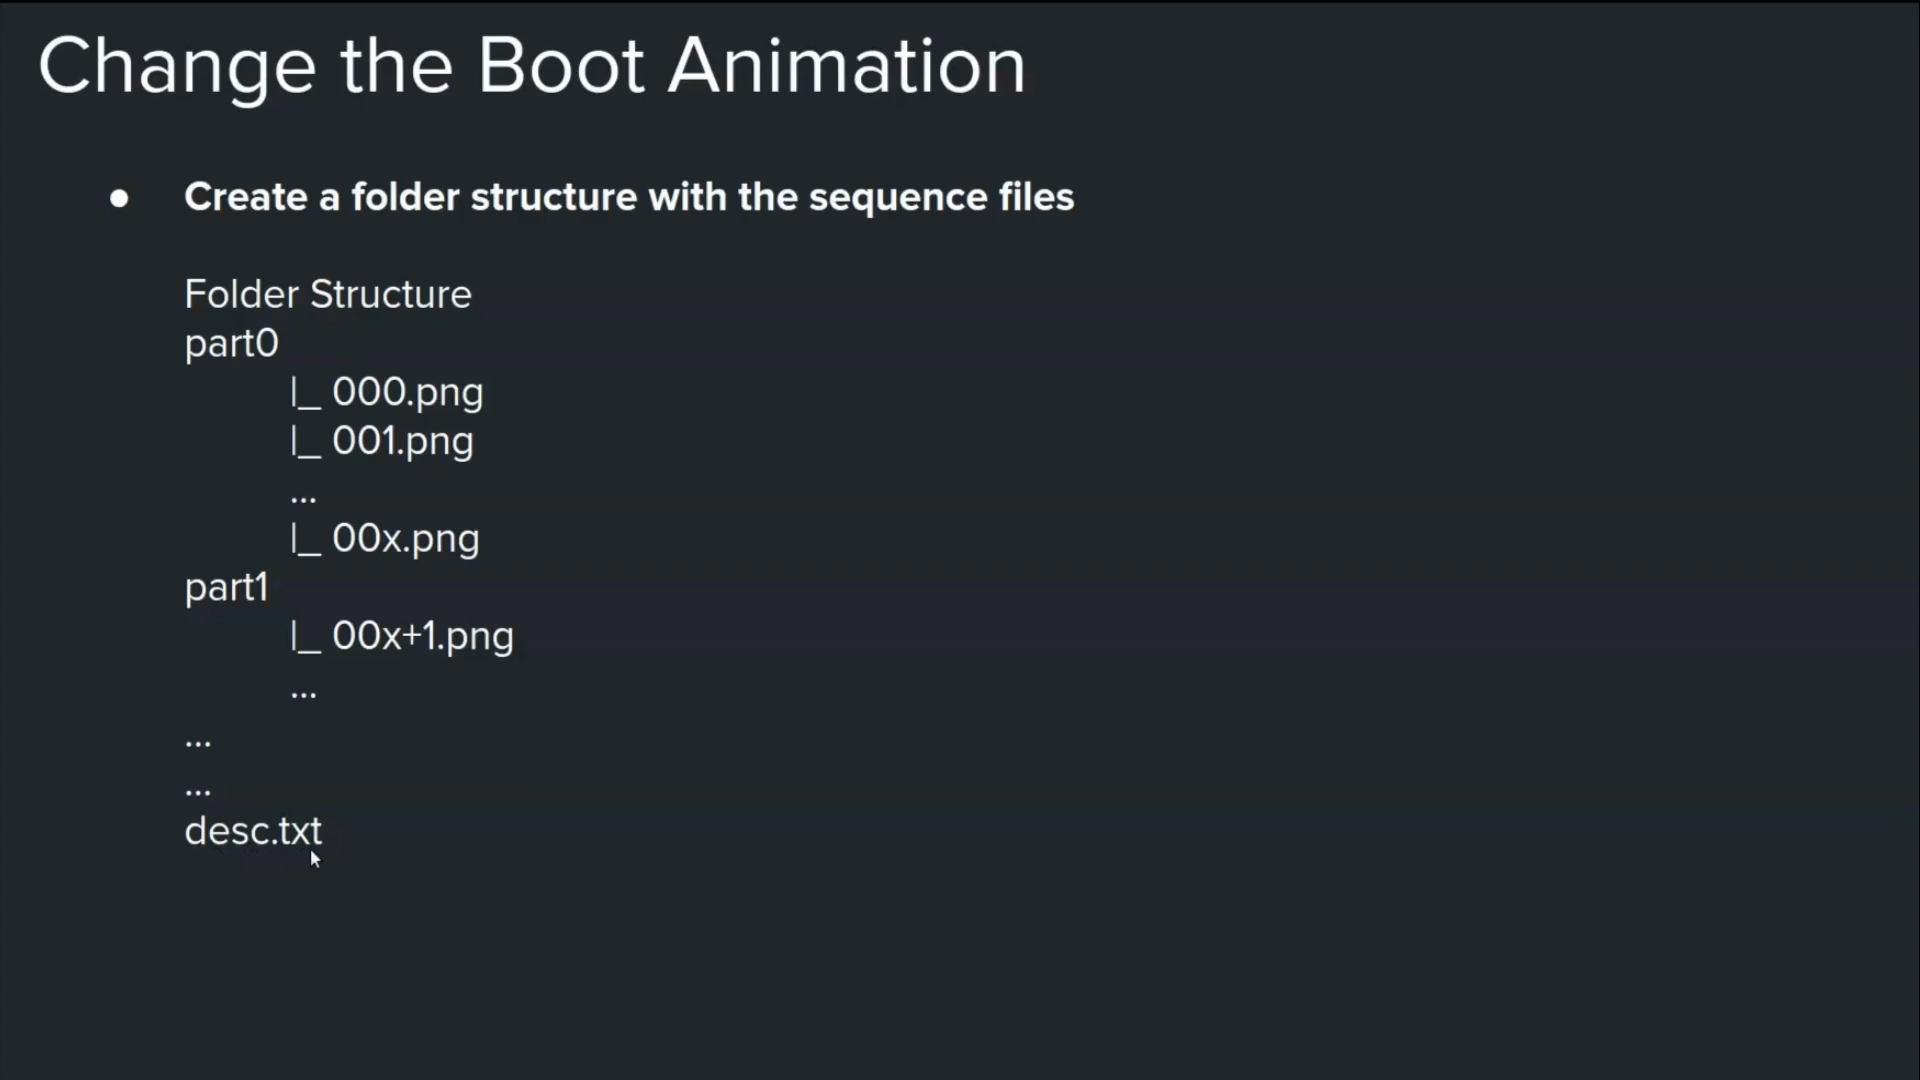 Change the Boot Animation
● Create a folder structure with the sequence files
Folder Structure
part0
|_ 000.png
|_ 001.png
...
|_ 00x.png
part1
|_ 00x+1.png
...
...
...
desc.txt